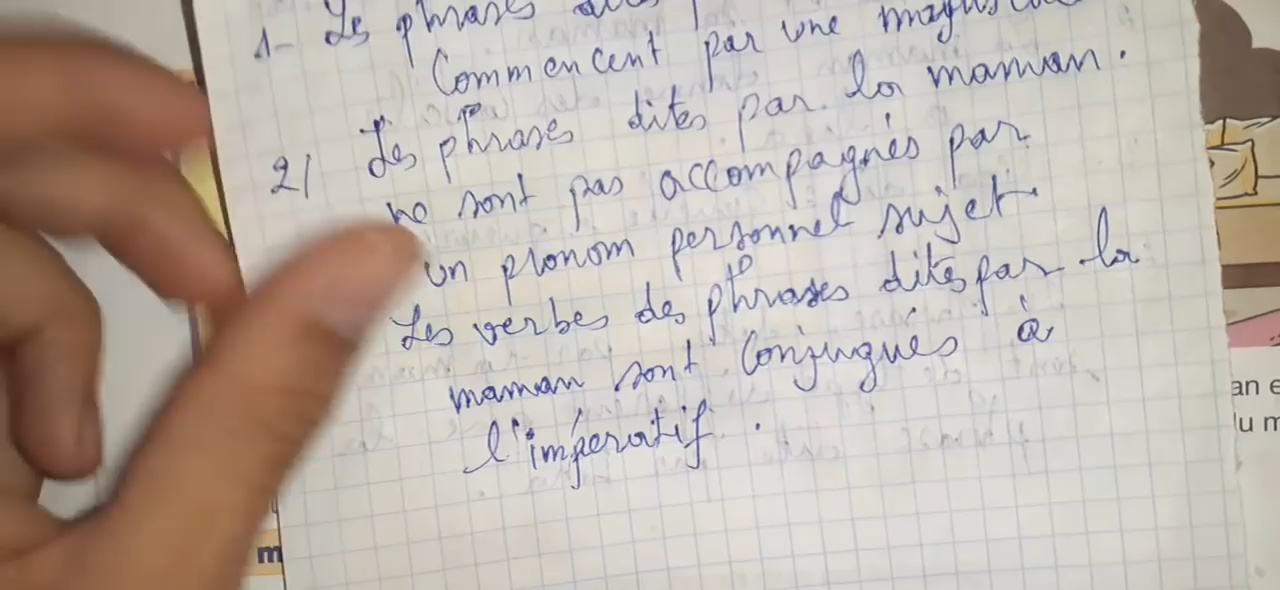 1- Les phrases
Commencent par une
2/ Les phrases dites par la maman.
ne sont pas accompagnés par
un pronom personnel sujet
Les verbes des phrases dites par la
maman sont conjugués à
l'impératif.
an e
u m
m